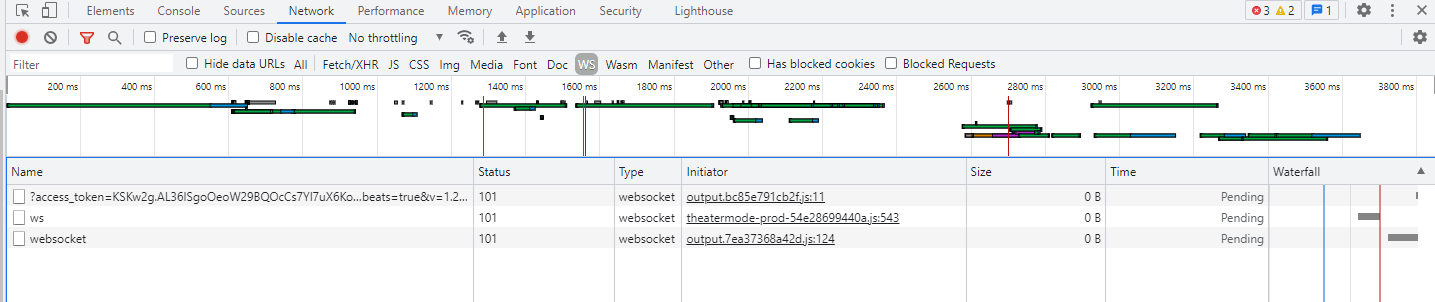 Elements Console Sources Network Performance Memory Application Security Lighthouse 3 2 1
Preserve log Disable cache No throttling
Filter Hide data URLs All Fetch/XHR JS CSS Img Media Font Doc WS Wasm Manifest Other Has blocked cookies Blocked Requests
200 ms 400 ms 600 ms 800 ms 1000 ms 1200 ms 1400 ms 1600 ms 1800 ms 2000 ms 2200 ms 2400 ms 2600 ms 2800 ms 3000 ms 3200 ms 3400 ms 3600 ms 3800 ms
Name Status Type Initiator Size Time Waterfall
?access_token=KSKw2g.AL36ISgoOeoW29BQOcCs7YI7uX6Ko...beats=true&v=1.2... 101 websocket output.bc85e791cb2f.js:11 0 B Pending
ws 101 websocket theatermode-prod-54e28699440a.js:543 0 B Pending
websocket 101 websocket output.7ea37368a42d.js:124 0 B Pending